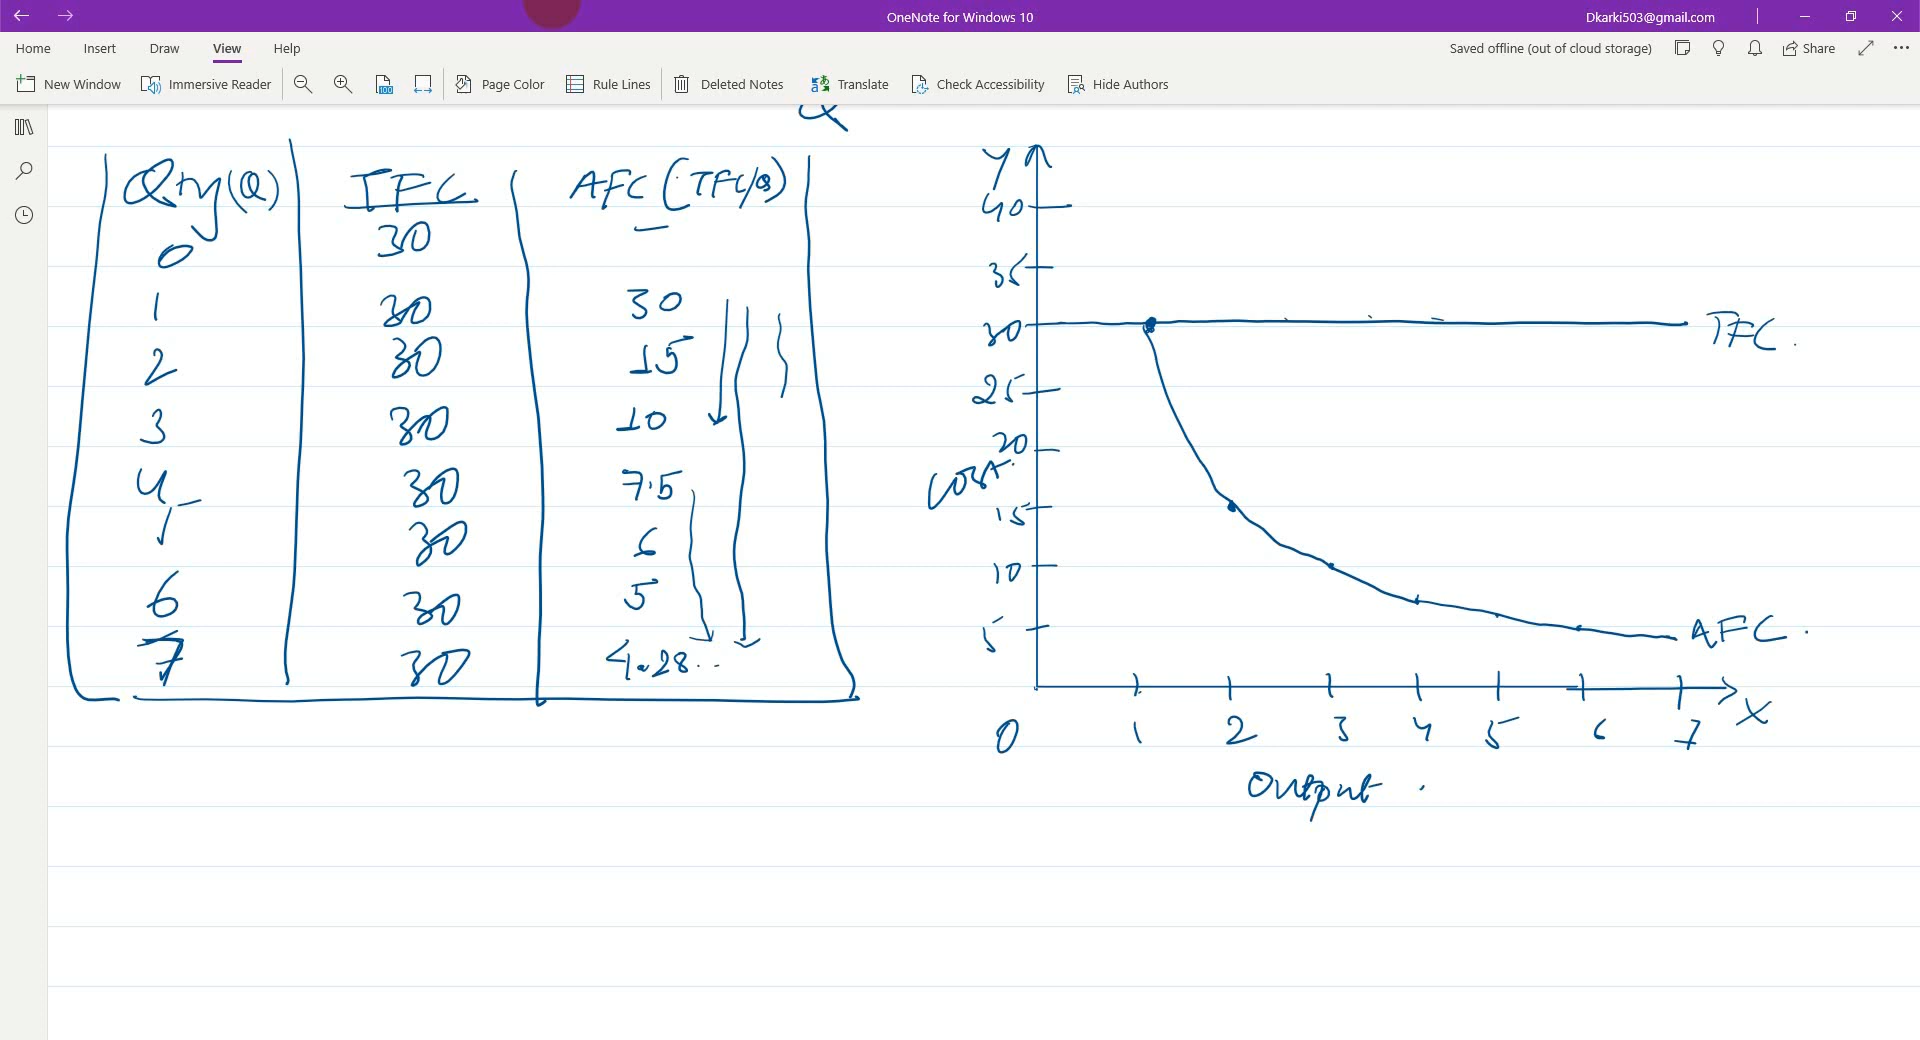 OneNote for Windows 10
Dkarki503@gmail.com
Home Insert Draw View Help
Saved offline (out of cloud storage) Share
New Window Immersive Reader 100 Page Color Rule Lines Deleted Notes Translate Check Accessibility Hide Authors
Q
Qty(Q) TFC AFC (TFC/Q)
0 30 —
1 30 30
2 30 15
3 30 10
4 30 7.5
5 30 6
6 30 5
7 30 4.28..
Y
40
35
30 TFC.
25
20
Cost.
15
10
5 AFC.
X
0 1 2 3 4 5 6 7
Output.